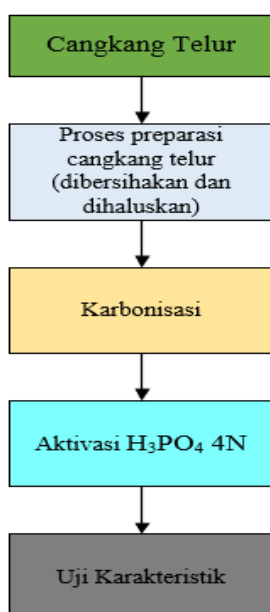 Cangkang Telur
Proses preparasi
cangkang telur
(dibersihakan dan
dihaluskan)
Karbonisasi
Aktivasi H₃PO₄ 4N
Uji Karakteristik